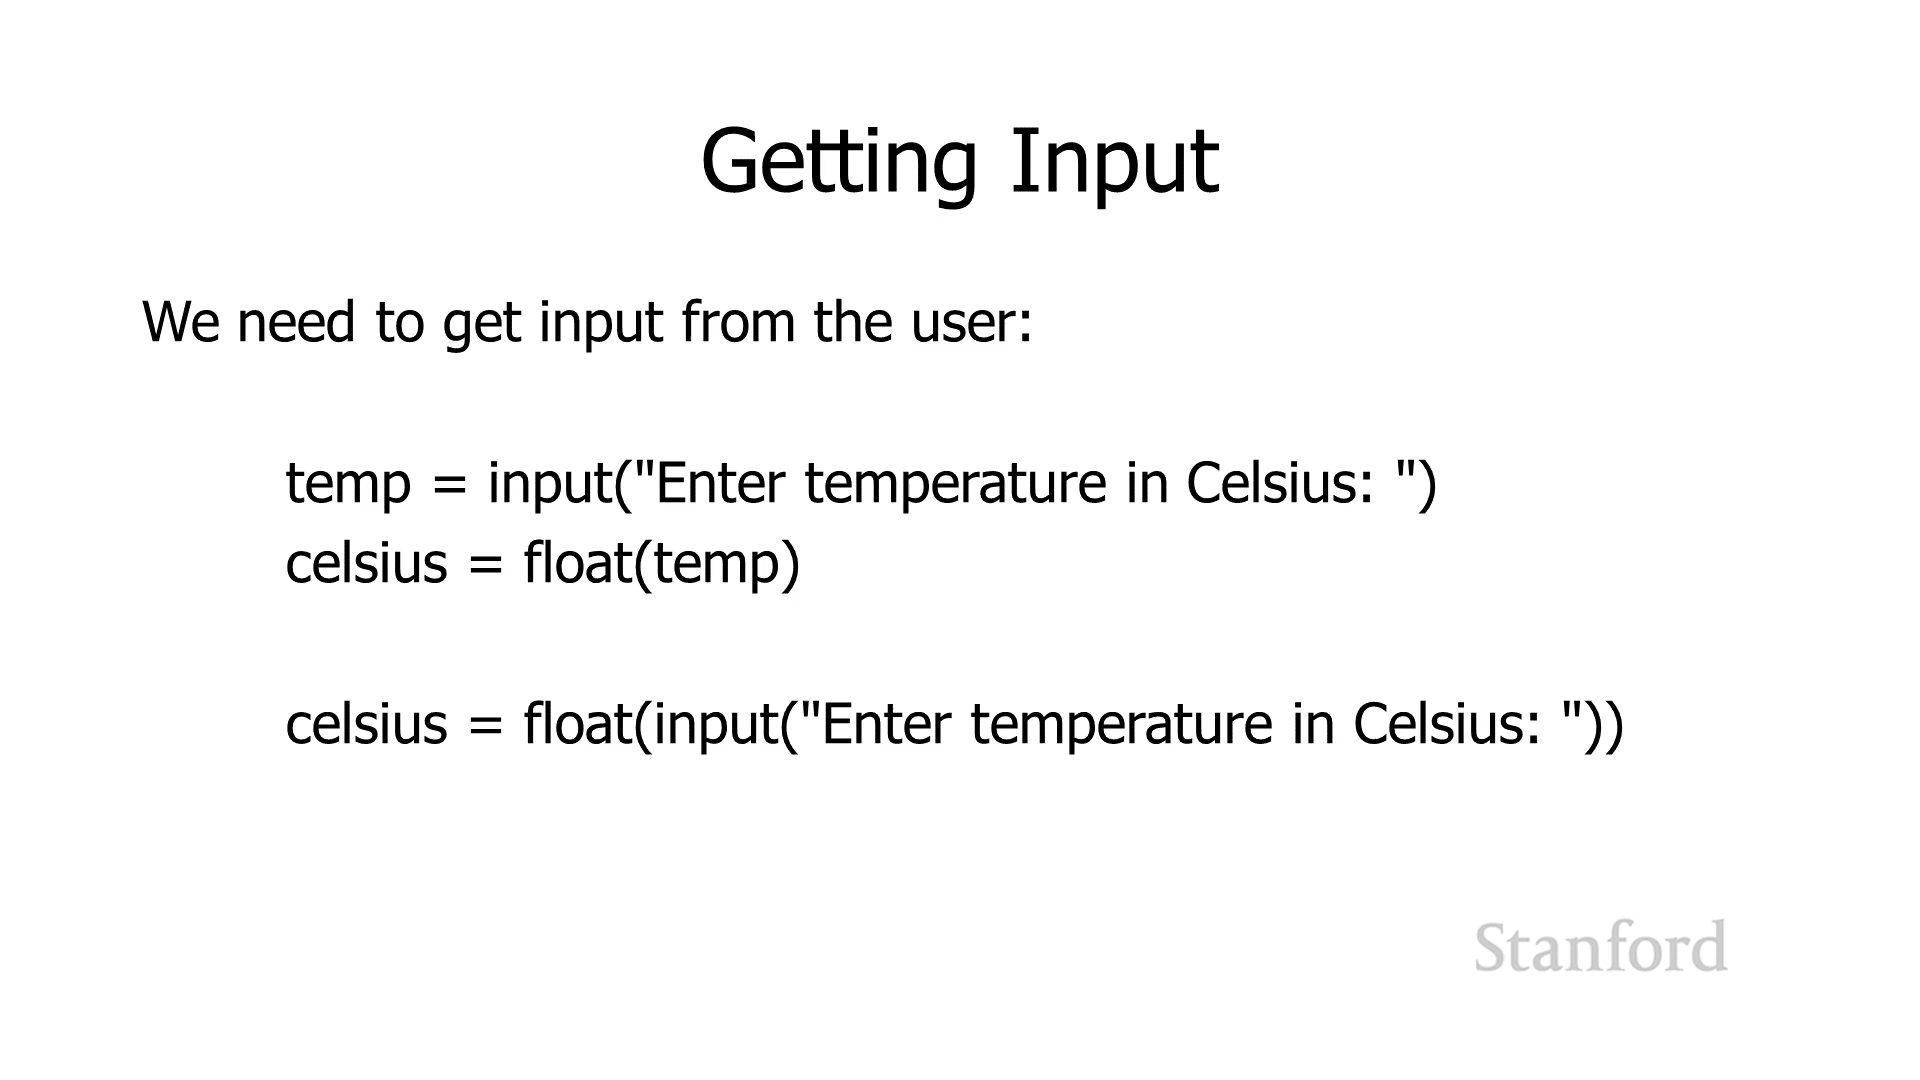 Getting Input
We need to get input from the user:
temp = input("Enter temperature in Celsius: ")
celsius = float(temp)
celsius = float(input("Enter temperature in Celsius: "))
Stanford